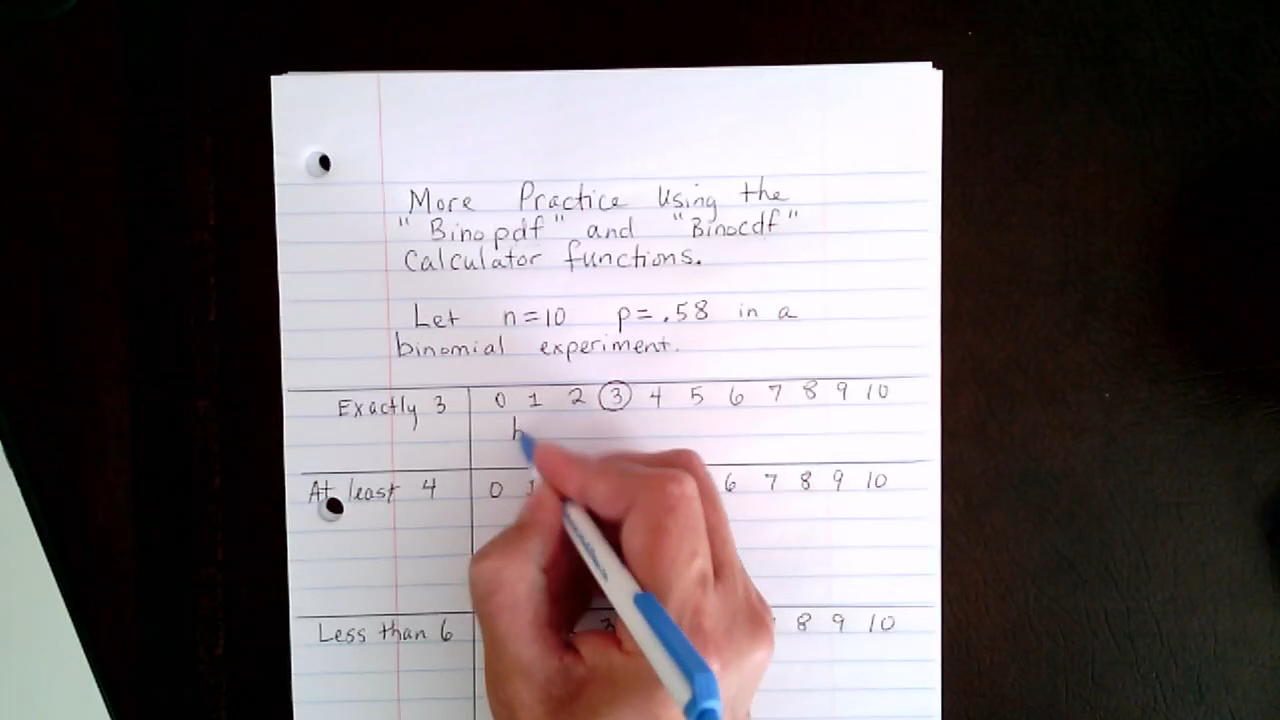 More Practice Using the
"Binopdf" and "Binocdf"
Calculator functions.
Let n=10 p=.58 in a
binomial experiment.
Exactly 3 0 1 2 3 4 5 6 7 8 9 10
b
At least 4 0 1 6 7 8 9 10
Less than 6 8 9 10